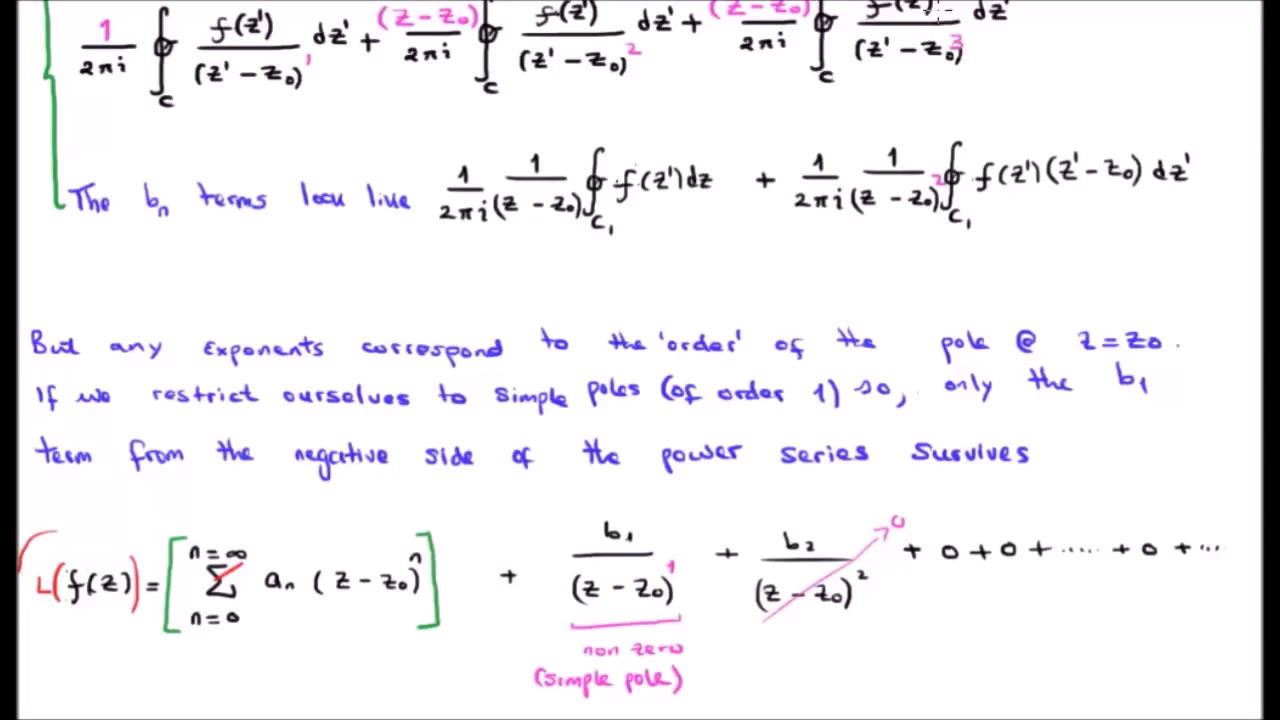 1/2πi ∮_C f(z')/(z' − z₀)¹ dz' + (z−z₀)/2πi ∮_C f(z')/(z' − z₀)² dz' + (z−z₀)/2πi ∮_C f(z')/(z' − z₀)³ dz'
The bₙ terms look live 1/2πi 1/(z − z₀) ∮_C₁ f(z')dz + 1/2πi 1/(z − z₀)² ∮_C₁ f(z')(z' − z₀) dz'
But any exponents correspond to the 'order' of the pole @ z=z₀.
If we restrict ourselves to simple poles (of order 1) so, only the b₁
term from the negative side of the power series survives
L(f(z)) = [ Σ_{n=0}^{n=∞} aₙ (z − z₀)ⁿ ] + b₁/(z − z₀)¹ + b₂/(z − z₀)² → 0 + 0 + 0 + ..... + 0 + ...
non zero
(simple pole)